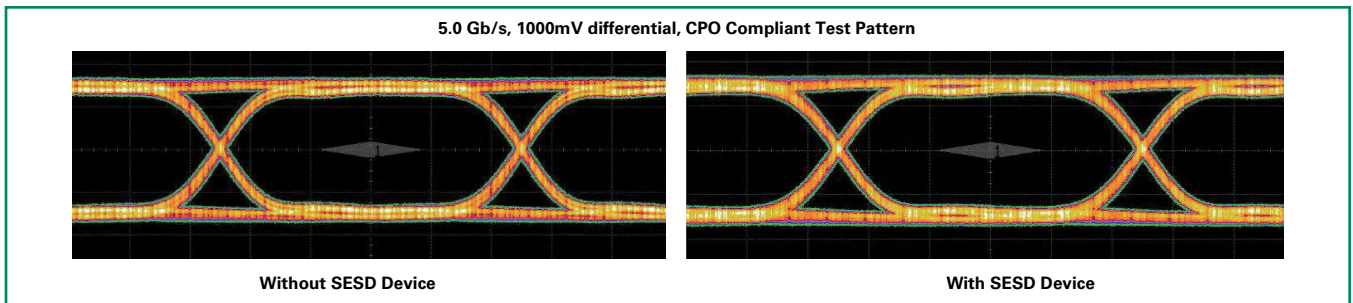 5.0 Gb/s, 1000mV differential, CPO Compliant Test Pattern
Without SESD Device
With SESD Device